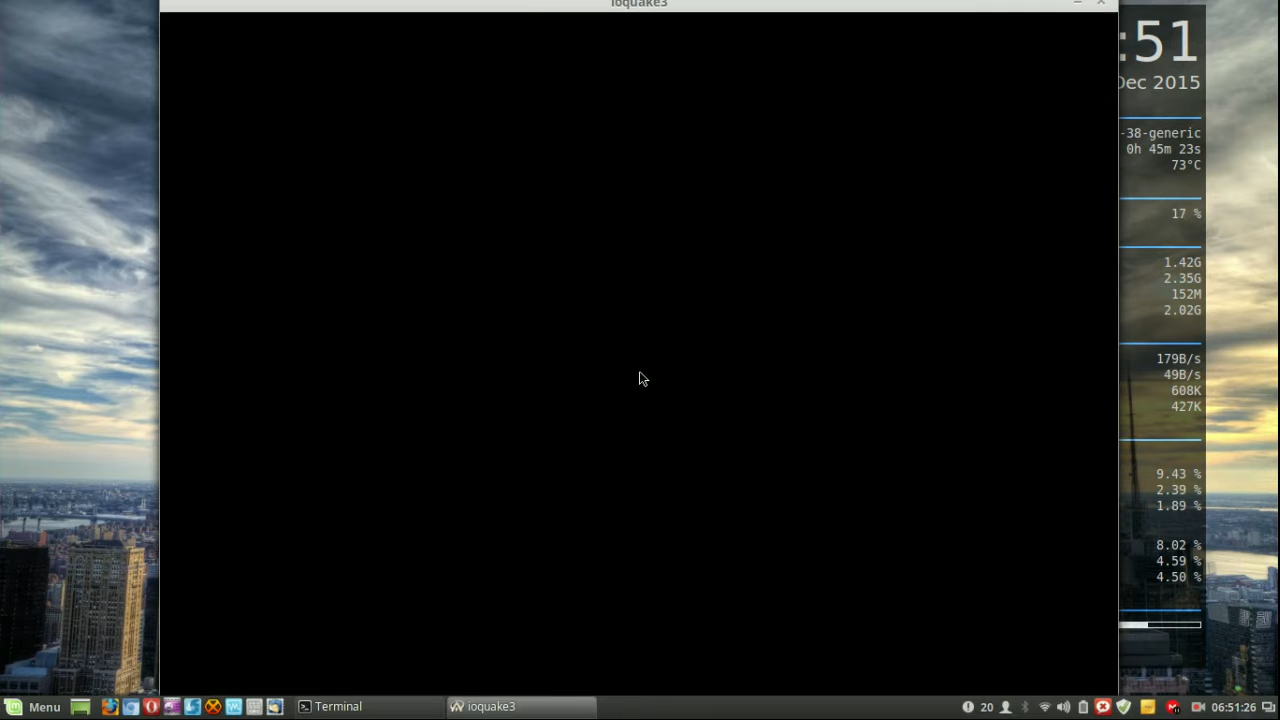 ioquake3
:51
Dec 2015
-38-generic
0h 45m 23s
73°C
17 %
1.42G
2.35G
152M
2.02G
179B/s
49B/s
608K
427K
9.43 %
2.39 %
1.89 %
8.02 %
4.59 %
4.50 %
Menu
Terminal
ioquake3
20
06:51:26